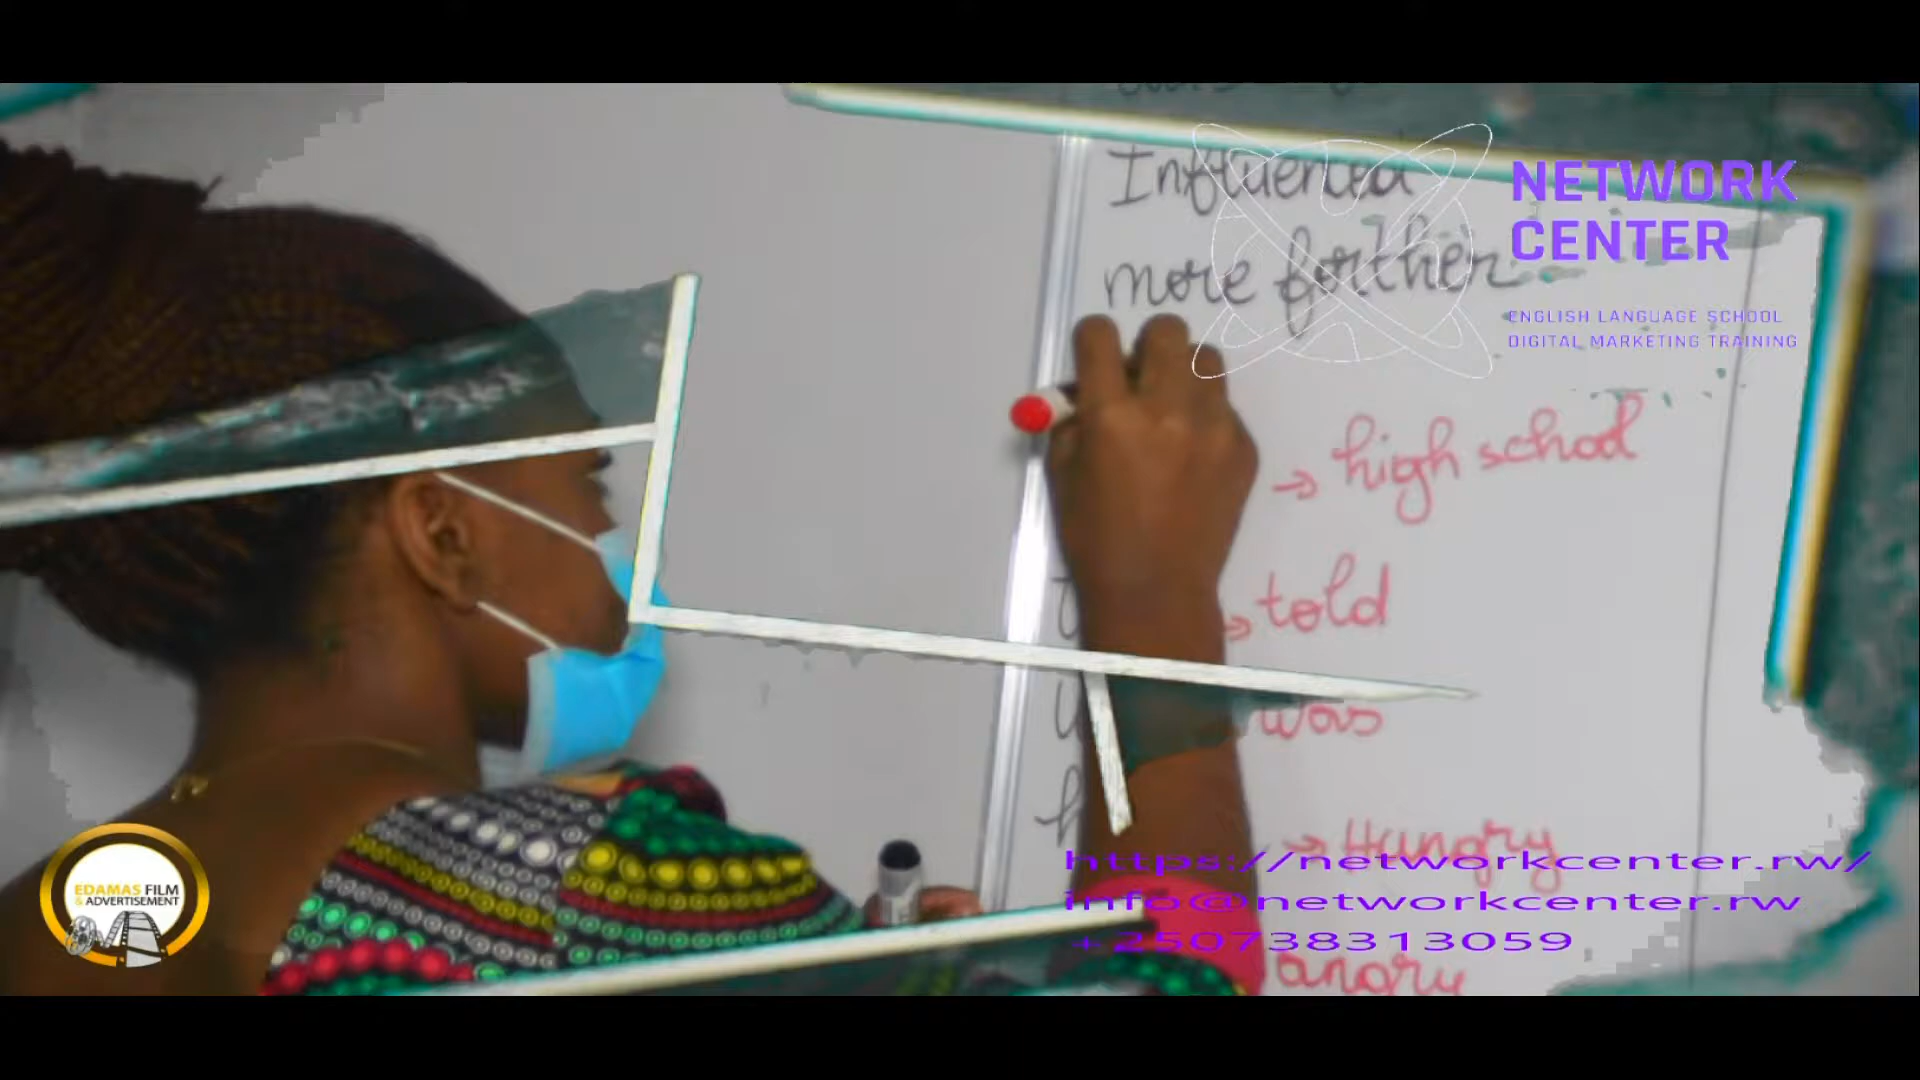 Influenced
more forther
NETWORK
CENTER
ENGLISH LANGUAGE SCHOOL
DIGITAL MARKETING TRAINING
→ high school
→ told
was
→ Hungry
angry
https://networkcenter.rw/
info@networkcenter.rw
+250738313059
EDAMAS FILM
& ADVERTISEMENT